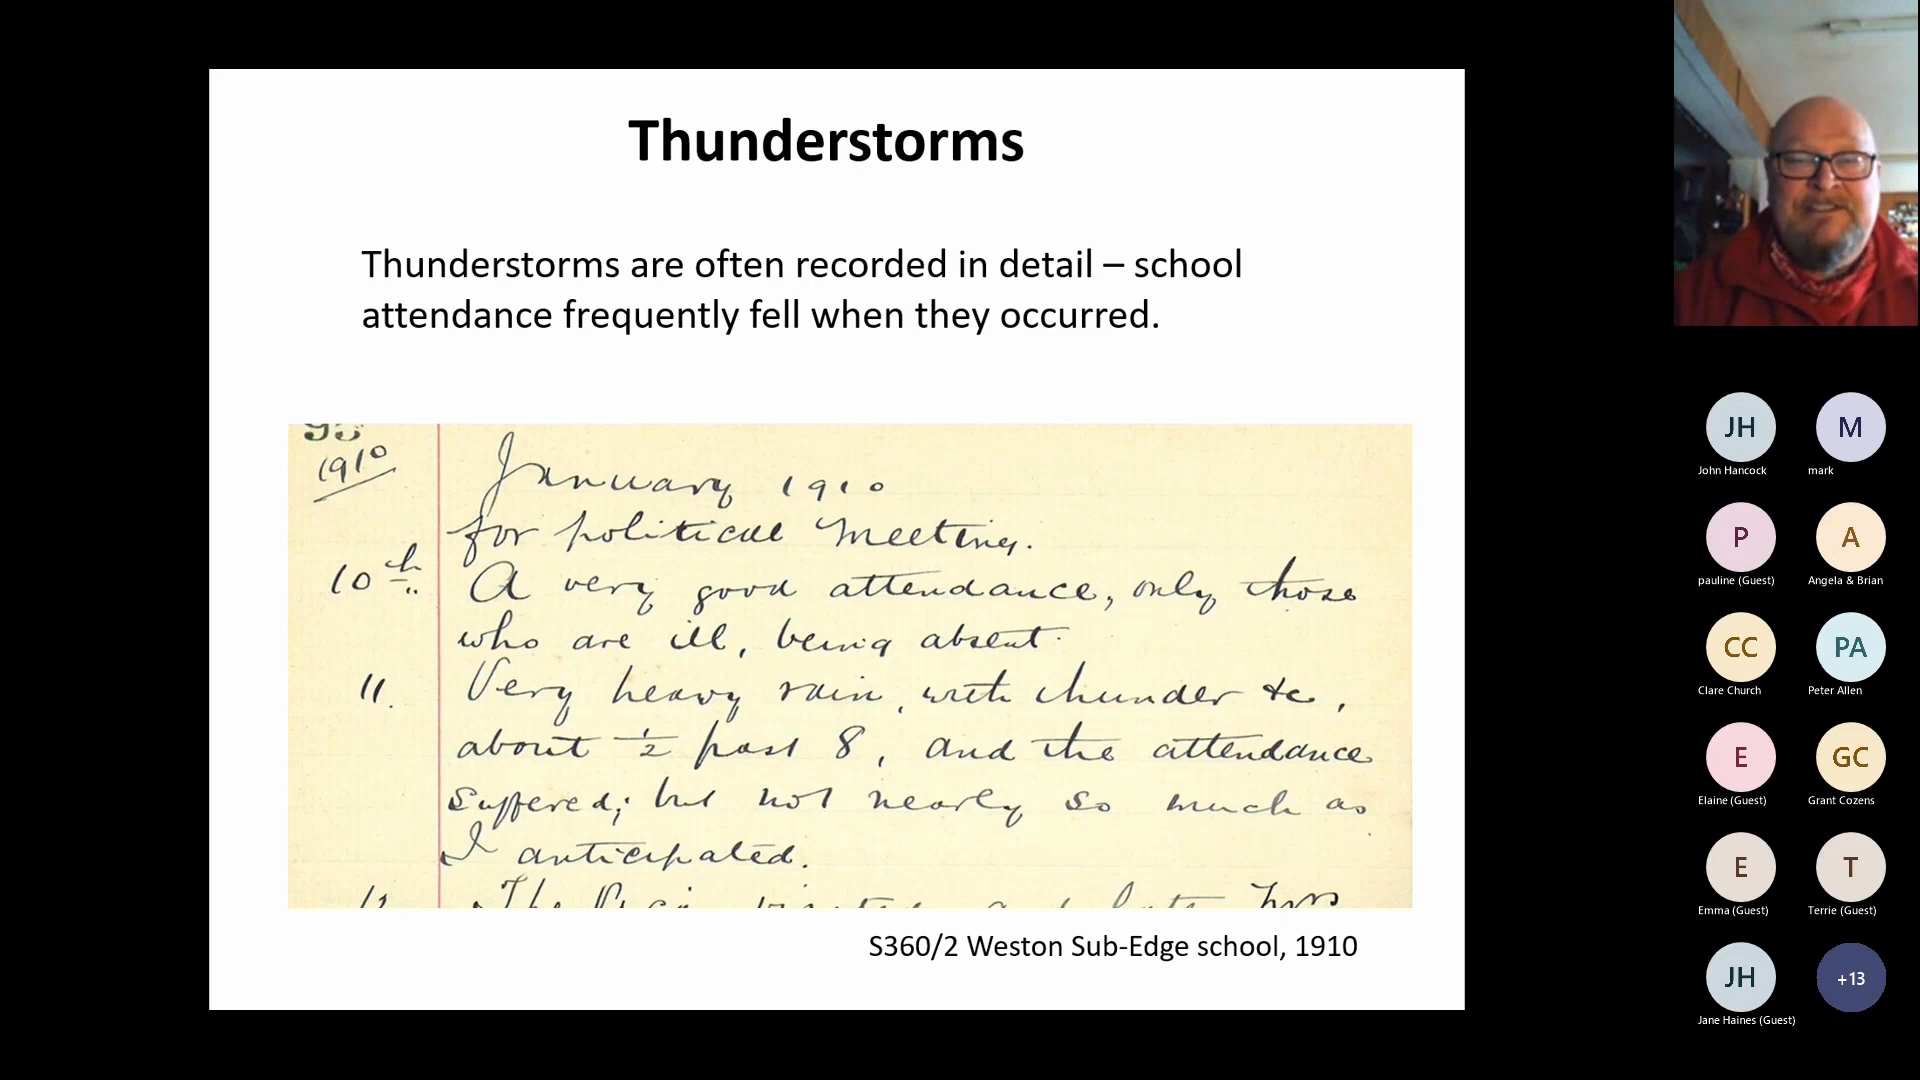 Thunderstorms
Thunderstorms are often recorded in detail – school
attendance frequently fell when they occurred.
95
1910
January 1910
for political Meeting.
10th A very good attendance, only those
who are ill, being absent.
11. Very heavy rain, with thunder &c,
about ½ past 8, and the attendance
suffered; but not nearly so much as
I anticipated.
The
S360/2 Weston Sub-Edge school, 1910
JH
John Hancock
M
mark
P
pauline (Guest)
A
Angela & Brian
CC
Clare Church
PA
Peter Allen
E
Elaine (Guest)
GC
Grant Cozens
E
Emma (Guest)
T
Terrie (Guest)
JH
Jane Haines (Guest)
+13